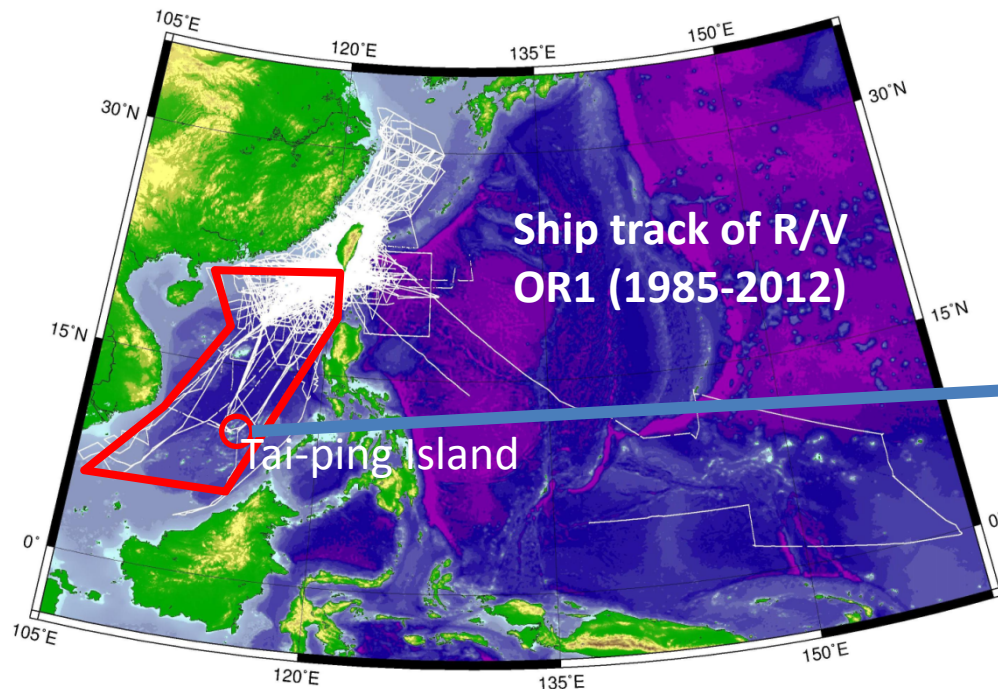 105°E
120°E
135°E
150°E
30°N
30°N
Ship track of R/V
OR1 (1985-2012)
15°N
15°N
Tai-ping Island
0°
0°
105°E
120°E
135°E
150°E